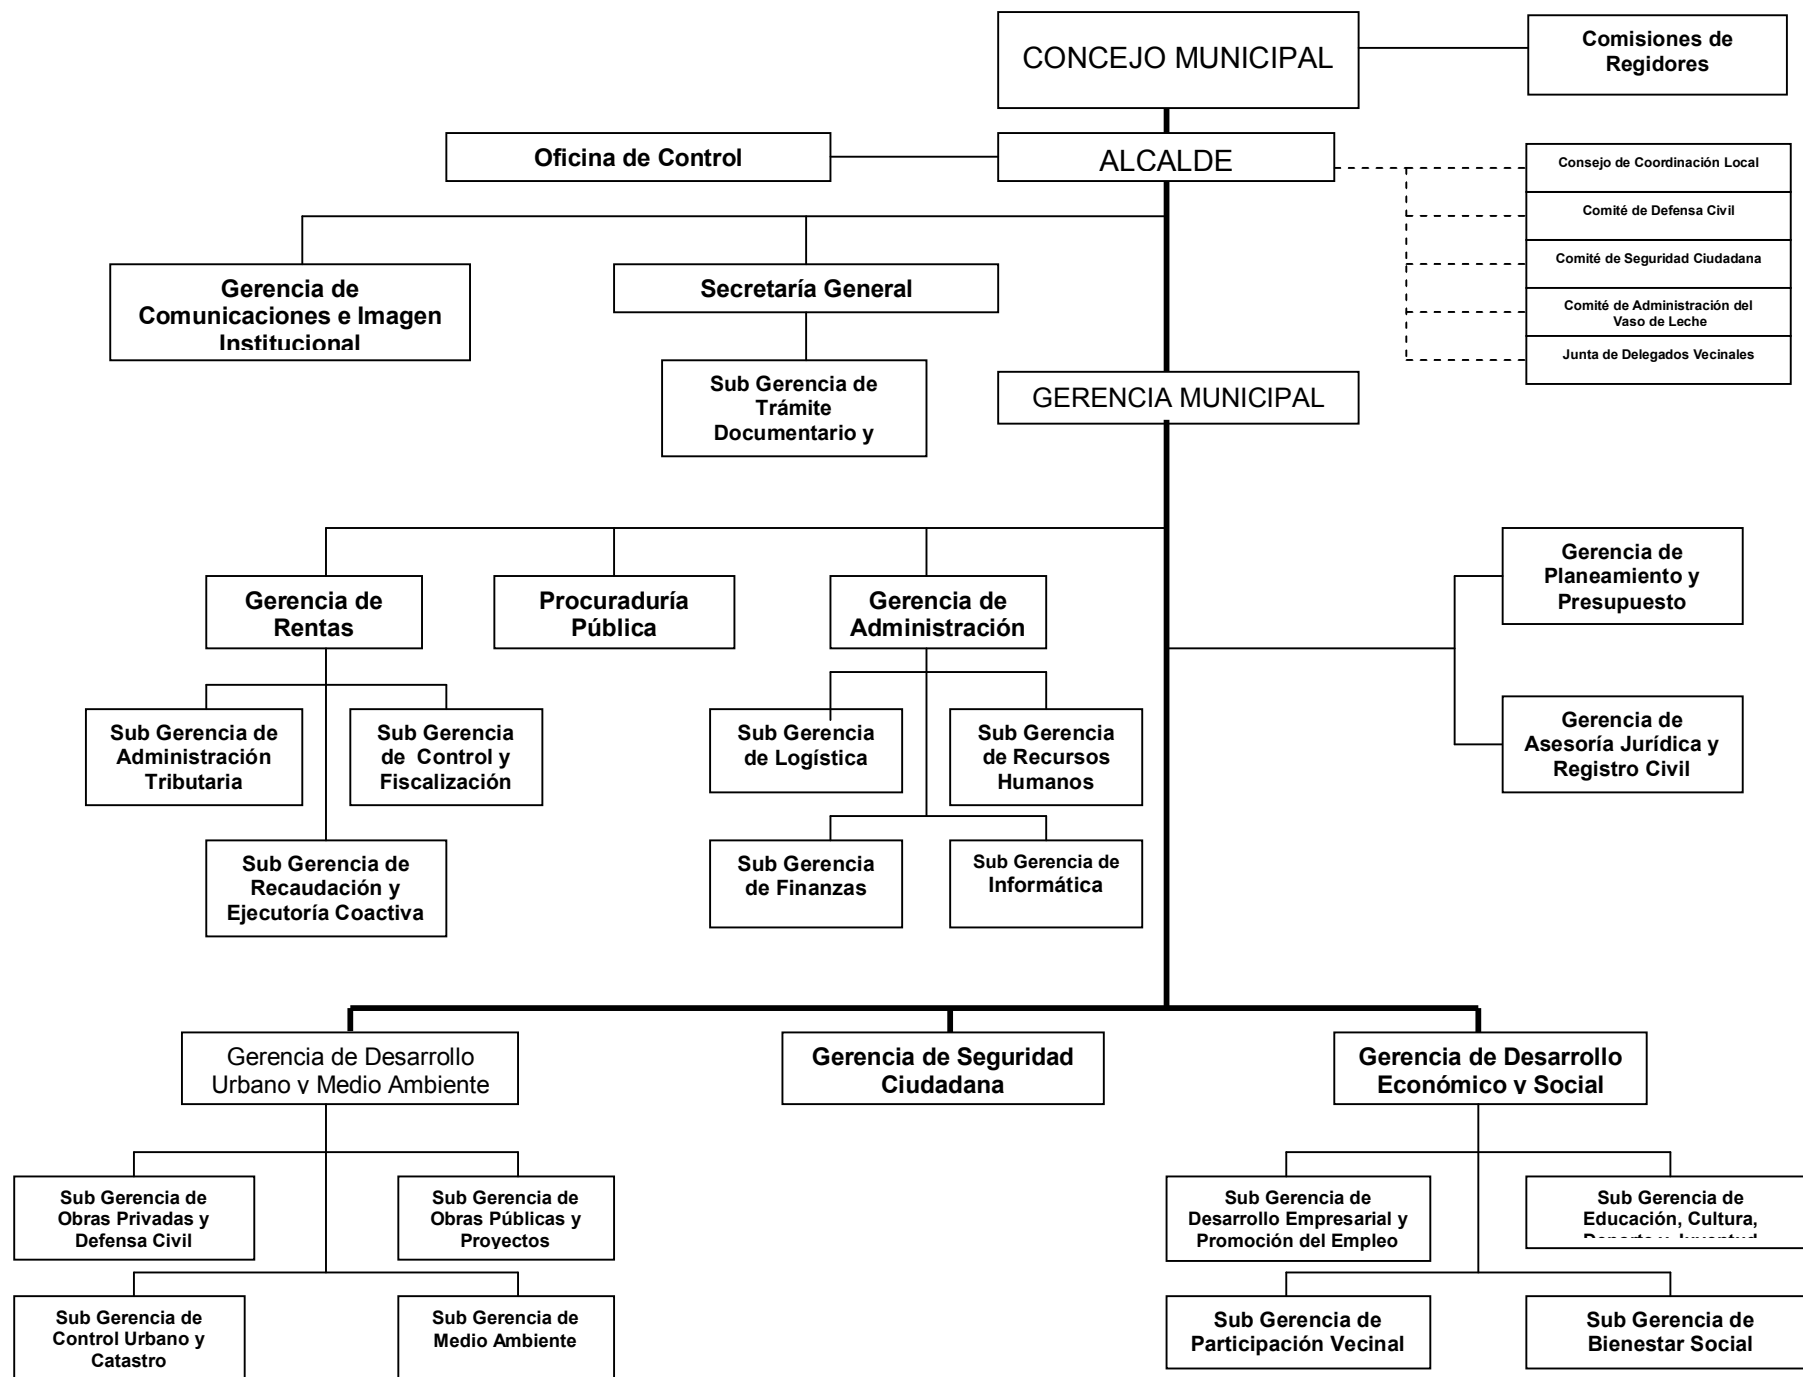 CONCEJO MUNICIPAL
Comisiones de
Regidores
Oficina de Control
ALCALDE
Consejo de Coordinación Local
Comité de Defensa Civil
Comité de Seguridad Ciudadana
Comité de Administración del
Vaso de Leche
Junta de Delegados Vecinales
Gerencia de
Comunicaciones e Imagen
Institucional
Secretaría General
Sub Gerencia de
Trámite
Documentario y
GERENCIA MUNICIPAL
Gerencia de
Rentas
Procuraduría
Pública
Gerencia de
Administración
Gerencia de
Planeamiento y
Presupuesto
Gerencia de
Asesoría Jurídica y
Registro Civil
Sub Gerencia de
Administración
Tributaria
Sub Gerencia
de Control y
Fiscalización
Sub Gerencia
de Logística
Sub Gerencia
de Recursos
Humanos
Sub Gerencia de
Recaudación y
Ejecutoría Coactiva
Sub Gerencia
de Finanzas
Sub Gerencia de
Informática
Gerencia de Desarrollo
Urbano y Medio Ambiente
Gerencia de Seguridad
Ciudadana
Gerencia de Desarrollo
Económico y Social
Sub Gerencia de
Obras Privadas y
Defensa Civil
Sub Gerencia de
Obras Públicas y
Proyectos
Sub Gerencia de
Desarrollo Empresarial y
Promoción del Empleo
Sub Gerencia de
Educación, Cultura,
Deporte y Juventud
Sub Gerencia de
Control Urbano y
Catastro
Sub Gerencia de
Medio Ambiente
Sub Gerencia de
Participación Vecinal
Sub Gerencia de
Bienestar Social